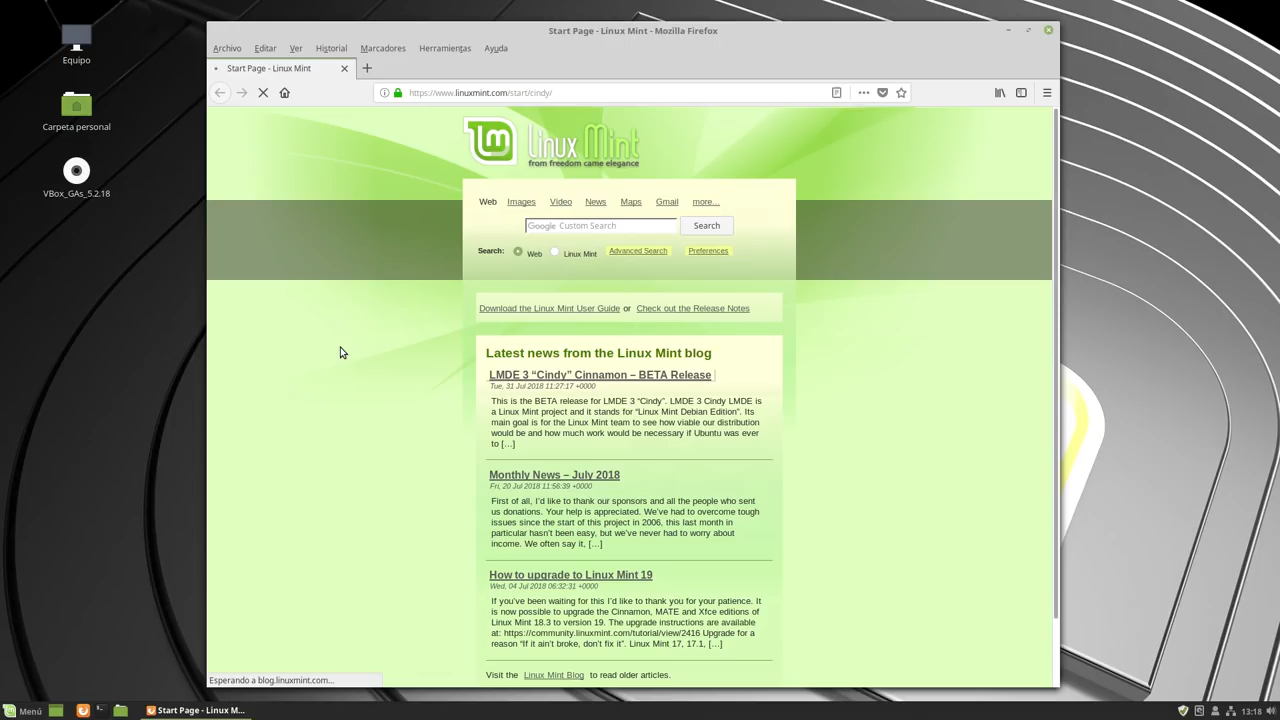 Equipo
Carpeta personal
VBox_GAs_5.2.18
Start Page - Linux Mint - Mozilla Firefox
Archivo Editar Ver Historial Marcadores Herramientas Ayuda
Start Page - Linux Mint
https://www.linuxmint.com/start/cindy/
Linux Mint
from freedom came elegance
Web Images Video News Maps Gmail more...
Google Custom Search Search
Search: Web Linux Mint Advanced Search Preferences
Download the Linux Mint User Guide or Check out the Release Notes
Latest news from the Linux Mint blog
LMDE 3 “Cindy” Cinnamon – BETA Release
Tue, 31 Jul 2018 11:27:17 +0000
This is the BETA release for LMDE 3 “Cindy”. LMDE 3 Cindy LMDE is
a Linux Mint project and it stands for “Linux Mint Debian Edition”. Its
main goal is for the Linux Mint team to see how viable our distribution
would be and how much work would be necessary if Ubuntu was ever
to […]
Monthly News – July 2018
Fri, 20 Jul 2018 11:56:39 +0000
First of all, I’d like to thank our sponsors and all the people who sent
us donations. Your help is appreciated. We’ve had to overcome tough
issues since the start of this project in 2006, this last month in
particular hasn’t been easy, but we’ve never had to worry about
income. We often say it, […]
How to upgrade to Linux Mint 19
Wed, 04 Jul 2018 06:32:31 +0000
If you’ve been waiting for this I’d like to thank you for your patience. It
is now possible to upgrade the Cinnamon, MATE and Xfce editions of
Linux Mint 18.3 to version 19. The upgrade instructions are available
at: https://community.linuxmint.com/tutorial/view/2416 Upgrade for a
reason “If it ain’t broke, don’t fix it”. Linux Mint 17, 17.1, […]
Visit the Linux Mint Blog to read older articles.
Esperando a blog.linuxmint.com...
Menú Start Page - Linux M... 13:18